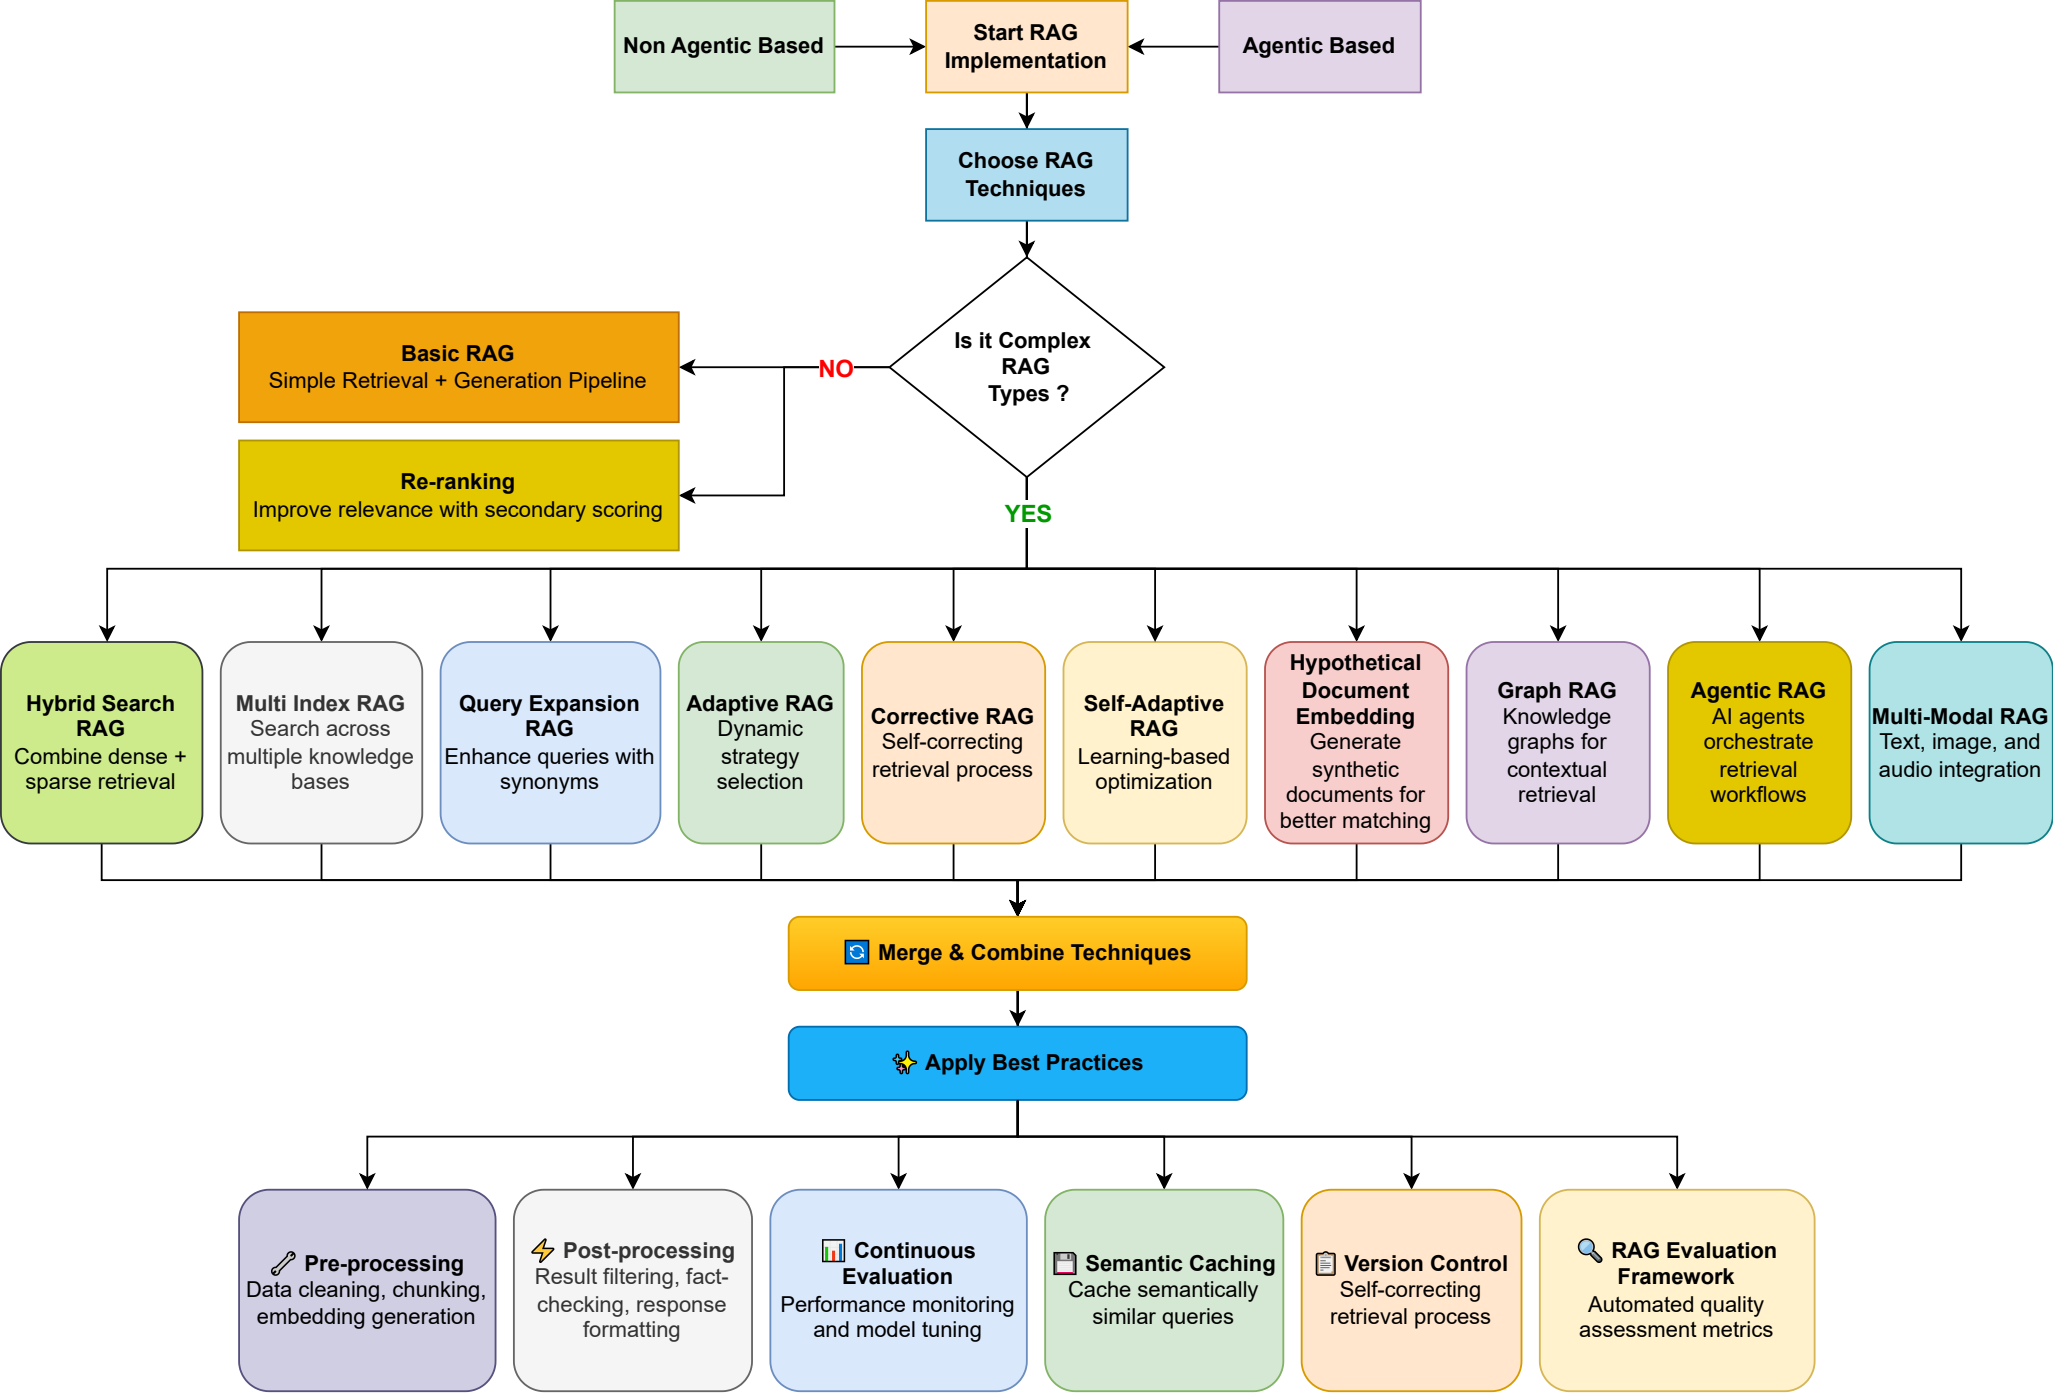 Non Agentic Based
Start RAG
Implementation
Agentic Based
Choose RAG
Techniques
Is it Complex
RAG
Types ?
NO
Basic RAG
Simple Retrieval + Generation Pipeline
Re-ranking
Improve relevance with secondary scoring
YES
Hybrid Search
RAG
Combine dense +
sparse retrieval
Multi Index RAG
Search across
multiple knowledge
bases
Query Expansion
RAG
Enhance queries with
synonyms
Adaptive RAG
Dynamic
strategy
selection
Corrective RAG
Self-correcting
retrieval process
Self-Adaptive
RAG
Learning-based
optimization
Hypothetical
Document
Embedding
Generate
synthetic
documents for
better matching
Graph RAG
Knowledge
graphs for
contextual
retrieval
Agentic RAG
AI agents
orchestrate
retrieval
workflows
Multi-Modal RAG
Text, image, and
audio integration
Merge & Combine Techniques
Apply Best Practices
Pre-processing
Data cleaning, chunking,
embedding generation
Post-processing
Result filtering, fact-
checking, response
formatting
Continuous
Evaluation
Performance monitoring
and model tuning
Semantic Caching
Cache semantically
similar queries
Version Control
Self-correcting
retrieval process
RAG Evaluation
Framework
Automated quality
assessment metrics